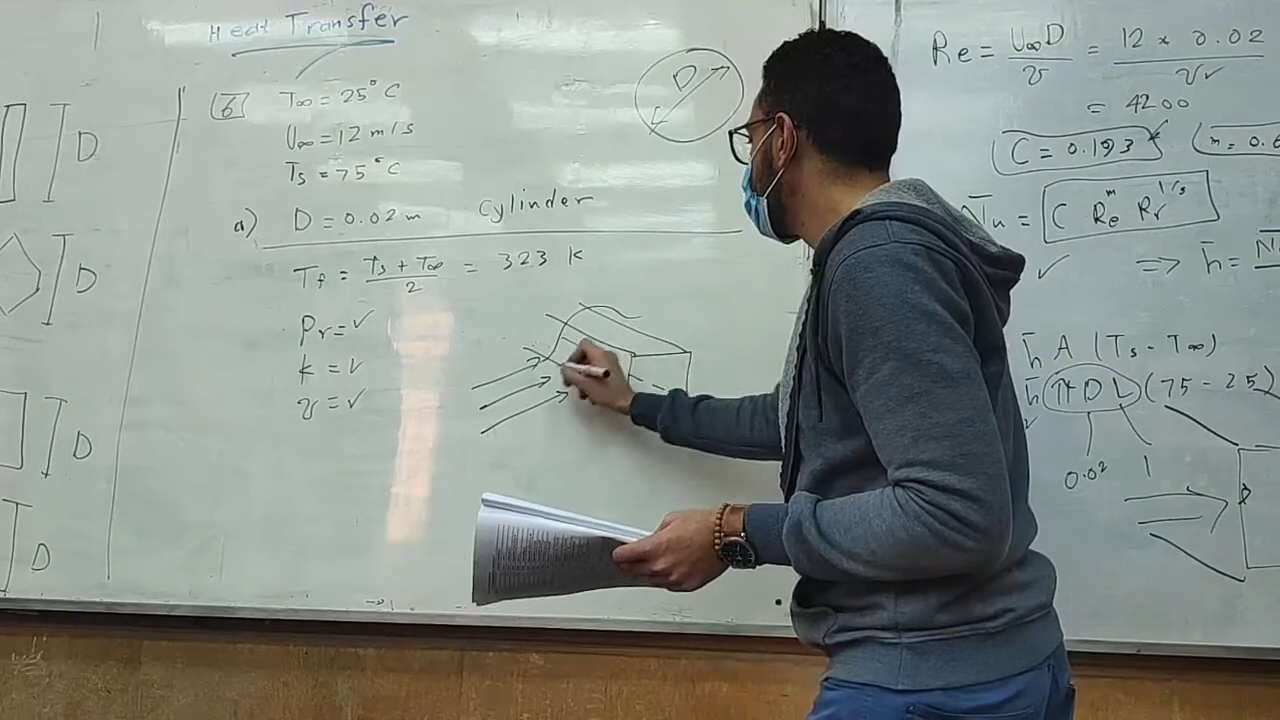 Heat Transfer
6 T∞ = 25°C
U∞ = 12 m/s
Ts = 75°C
a) D = 0.02 m Cylinder
Tf = Ts + T∞ / 2 = 323 K
Pr = ✓
k = ✓
ν = ✓
D
D
D
D
D
Re = U∞ D / ν = 12 × 0.02 / ν✓
= 4200
C = 0.193
Nu = C Re^m Pr^1/3
✓ => h̄ =
h̄ A (Ts - T∞)
h̄ (π D L) (75 - 25)
0.02 1
D